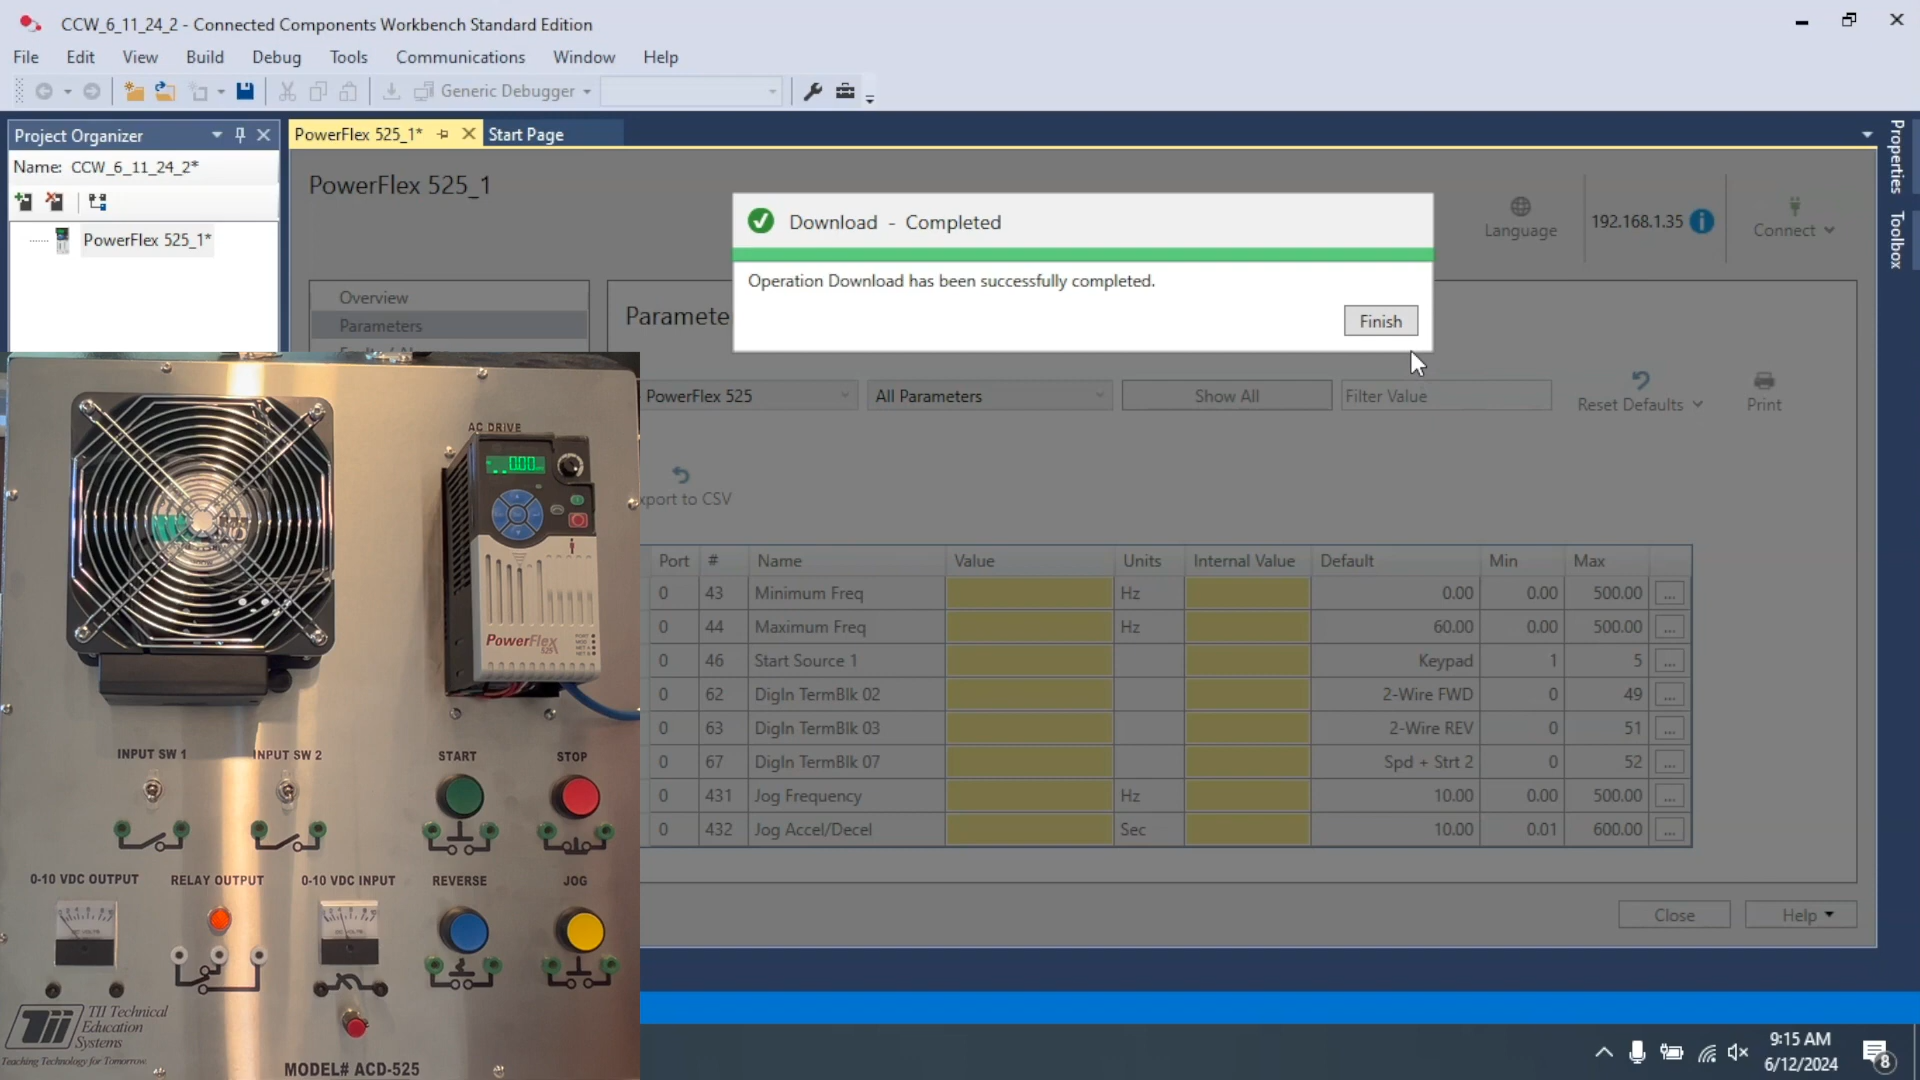 CCW_6_11_24_2 - Connected Components Workbench Standard Edition
File Edit View Build Debug Tools Communications Window Help
Generic Debugger
Project Organizer
Name: CCW_6_11_24_2*
PowerFlex 525_1*
PowerFlex 525_1* Start Page
PowerFlex 525_1
Language
192.168.1.35
Connect
Properties
Toolbox
Download - Completed
Operation Download has been successfully completed.
Finish
Overview
Parameters
Paramete
PowerFlex 525 All Parameters Show All Filter Value
Reset Defaults
Print
xport to CSV
Port # Name Value Units Internal Value Default Min Max
0 43 Minimum Freq Hz 0.00 0.00 500.00 ...
0 44 Maximum Freq Hz 60.00 0.00 500.00 ...
0 46 Start Source 1 Keypad 1 5 ...
0 62 DigIn TermBlk 02 2-Wire FWD 0 49 ...
0 63 DigIn TermBlk 03 2-Wire REV 0 51 ...
0 67 DigIn TermBlk 07 Spd + Strt 2 0 52 ...
0 431 Jog Frequency Hz 10.00 0.00 500.00 ...
0 432 Jog Accel/Decel Sec 10.00 0.01 600.00 ...
Close Help
AC DRIVE
0.00
PowerFlex
525
INPUT SW 1 INPUT SW 2 START STOP
0-10 VDC OUTPUT RELAY OUTPUT 0-10 VDC INPUT REVERSE JOG
TII TII Technical
Education
Systems
Teaching Technology for Tomorrow
MODEL# ACD-525
9:15 AM
6/12/2024
8